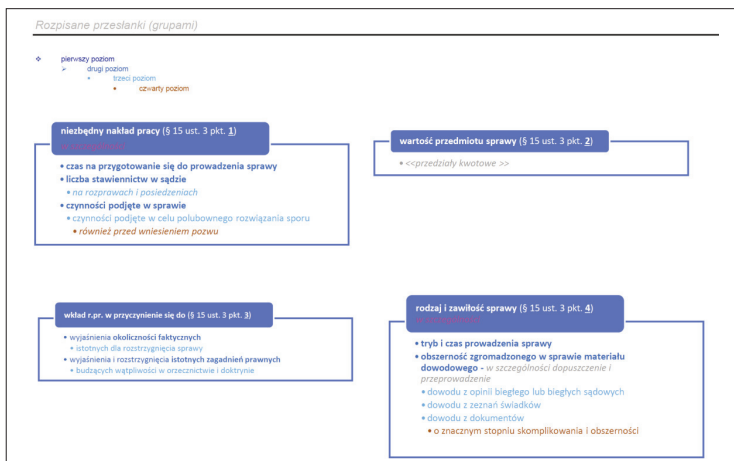 Rozpisane przesłanki (grupami)
pierwszy poziom
drugi poziom
trzeci poziom
czwarty poziom
niezbędny nakład pracy (§ 15 ust. 3 pkt. 1)
• czas na przygotowanie się do prowadzenia sprawy
• liczba stawiennictw w sądzie
• na rozprawach i posiedzeniach
• czynności podjęte w sprawie
• czynności podjęte w celu polubownego rozwiązania sporu
• również przed wniesieniem pozwu
wartość przedmiotu sprawy (§ 15 ust. 3 pkt. 2)
• <<przedziały kwotowe >>
wkład r.pr. w przyczynienie się do (§ 15 ust. 3 pkt. 3)
• wyjaśnienia okoliczności faktycznych
• istotnych dla rozstrzygnięcia sprawy
• wyjaśnienia i rozstrzygnięcia istotnych zagadnień prawnych
• budzących wątpliwości w orzecznictwie i doktrynie
rodzaj i zawiłość sprawy (§ 15 ust. 3 pkt. 4)
• tryb i czas prowadzenia sprawy
• obszerność zgromadzonego w sprawie materiału
dowodowego - w szczególności dopuszczenie i
przeprowadzenie
• dowodu z opinii biegłego lub biegłych sądowych
• dowodu z zeznań świadków
• dowodu z dokumentów
• o znacznym stopniu skomplikowania i obszerności